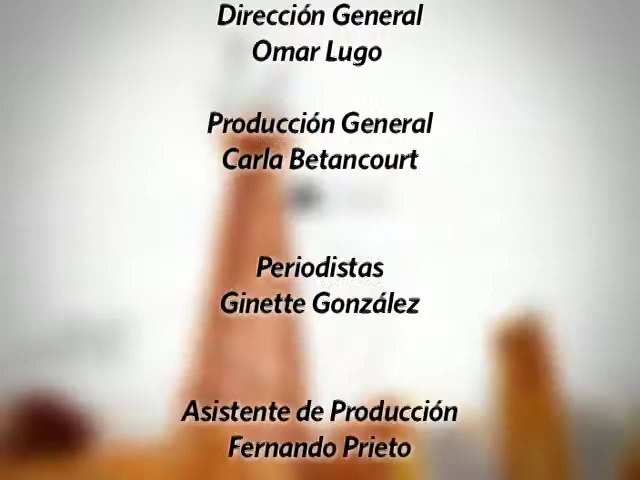 Dirección General
Omar Lugo
Producción General
Carla Betancourt
Periodistas
Ginette González
Asistente de Producción
Fernando Prieto